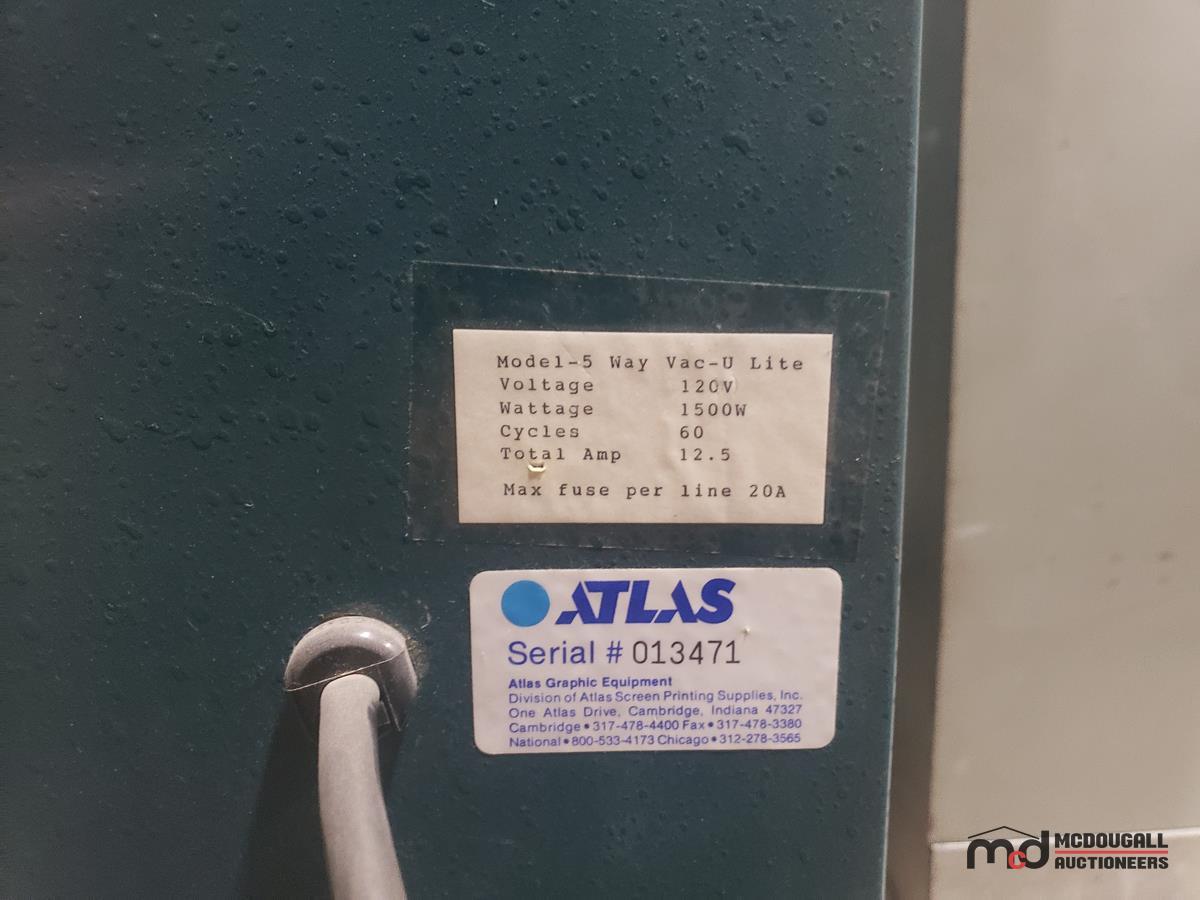 Model-5 Way Vac-U Lite
Voltage 120V
Wattage 1500W
Cycles 60
Total Amp 12.5
Max fuse per line 20A
ATLAS
Serial # 013471
Atlas Graphic Equipment
Division of Atlas Screen Printing Supplies, Inc.
One Atlas Drive, Cambridge, Indiana 47327
Cambridge • 317-478-4400 Fax • 317-478-3380
National • 800-533-4173 Chicago • 312-278-3565
mcd MCDOUGALL
AUCTIONEERS